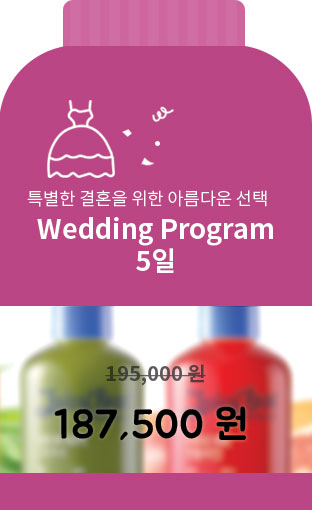 특별한 결혼을 위한 아름다운 선택
Wedding Program
5일
195,000 원
187,500 원